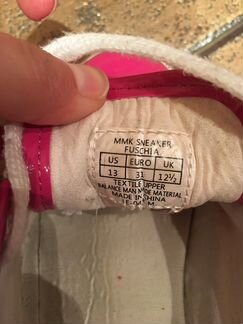 MMK SNEAKER
FUSCHIA
US EURO UK
13 31 12½
TEXTILE UPPER
BALANCE MAN MADE MATERIAL
MADE IN CHINA